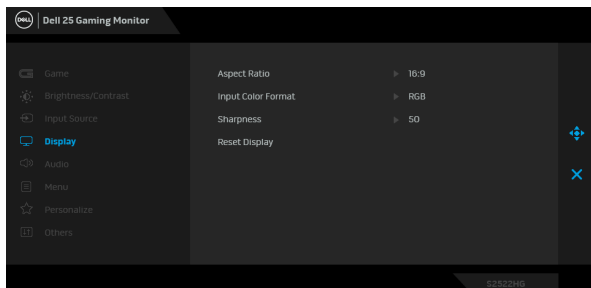 DELL Dell 25 Gaming Monitor
Game
Brightness/Contrast
Input Source
Display
Audio
Menu
Personalize
Others
Aspect Ratio 16:9
Input Color Format RGB
Sharpness 50
Reset Display
S2522HG